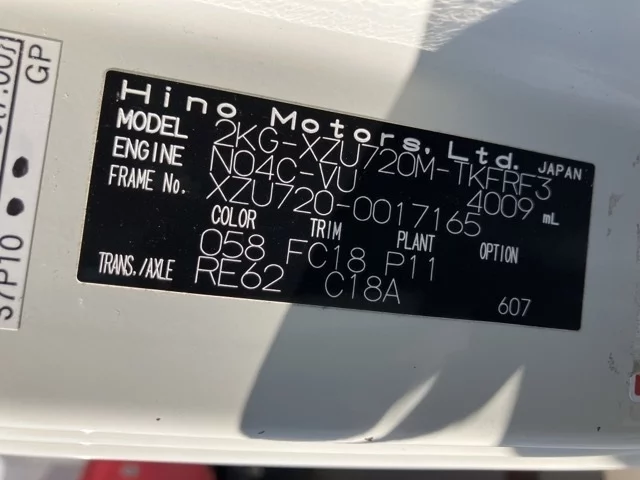 Hino Motors, Ltd. JAPAN
MODEL 2KG-XZU720M-TKFRF3
ENGINE N04C-VU 4009 mL
FRAME No. XZU720-0017165
COLOR TRIM PLANT OPTION
058 FC18 P11
TRANS./AXLE RE62 C18A 607
GP